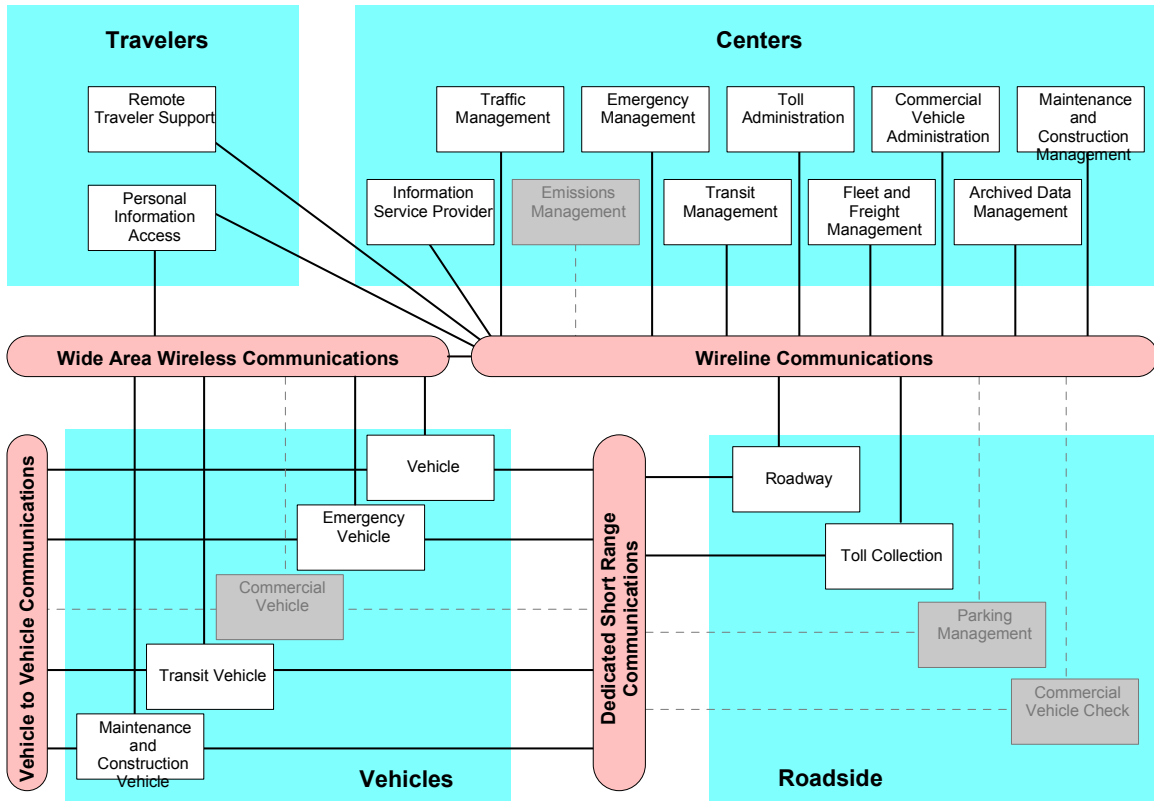 Travelers
Centers
Remote
Traveler Support
Traffic
Management
Emergency
Management
Toll
Administration
Commercial
Vehicle
Administration
Maintenance
and
Construction
Management
Personal
Information
Access
Information
Service Provider
Emissions
Management
Transit
Management
Fleet and
Freight
Management
Archived Data
Management
Wide Area Wireless Communications
Wireline Communications
Vehicle to Vehicle Communications
Vehicle
Emergency
Vehicle
Commercial
Vehicle
Transit Vehicle
Maintenance
and
Construction
Vehicle
Vehicles
Dedicated Short Range
Communications
Roadway
Toll Collection
Parking
Management
Commercial
Vehicle Check
Roadside